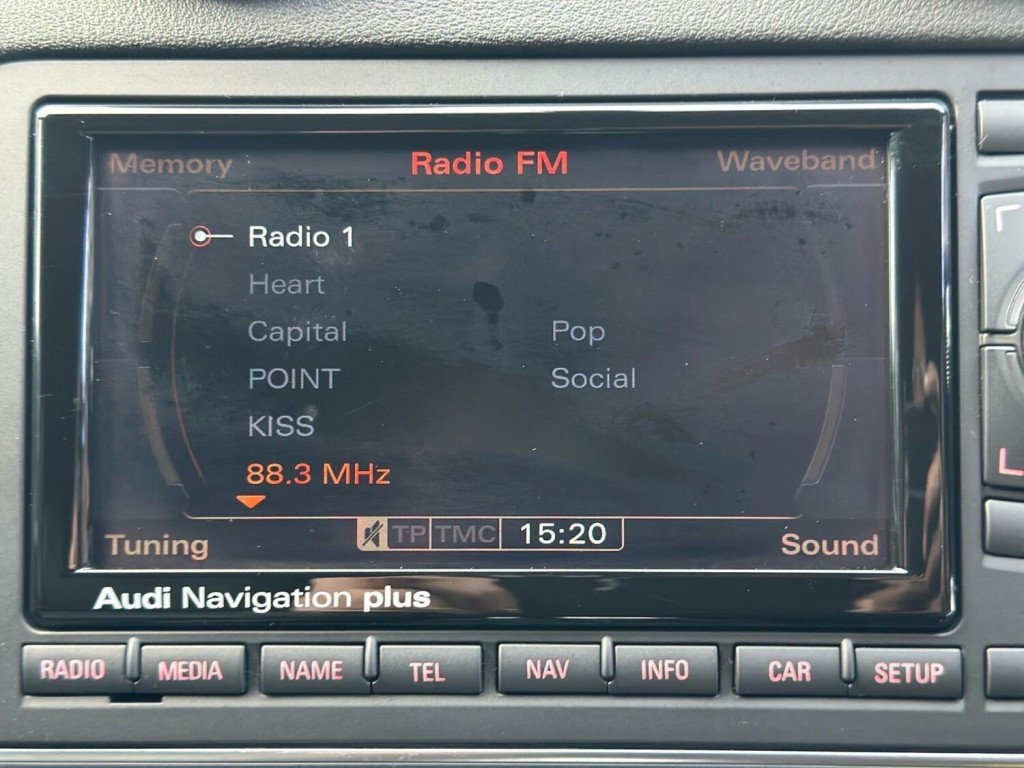 Memory Radio FM Waveband
Radio 1
Heart
Capital Pop
POINT Social
KISS
88.3 MHz
Tuning TP TMC 15:20 Sound
Audi Navigation plus
RADIO MEDIA NAME TEL NAV INFO CAR SETUP